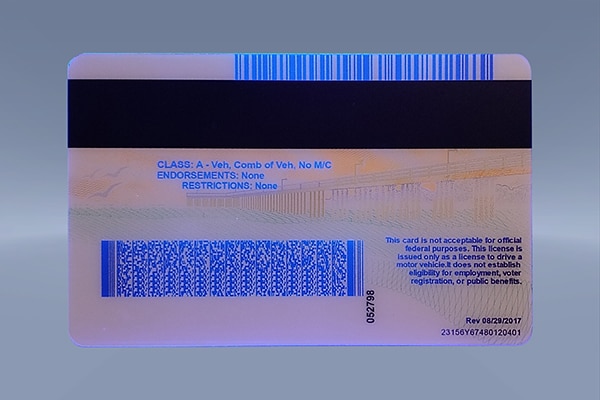 CLASS: A - Veh, Comb of Veh, No M/C
ENDORSEMENTS: None
RESTRICTIONS: None
This card is not acceptable for official
federal purposes. This license is
issued only as a license to drive a
motor vehicle.It does not establish
eligibility for employment, voter
registration, or public benefits.
052798
Rev 08/29/2017
23156Y67480120401